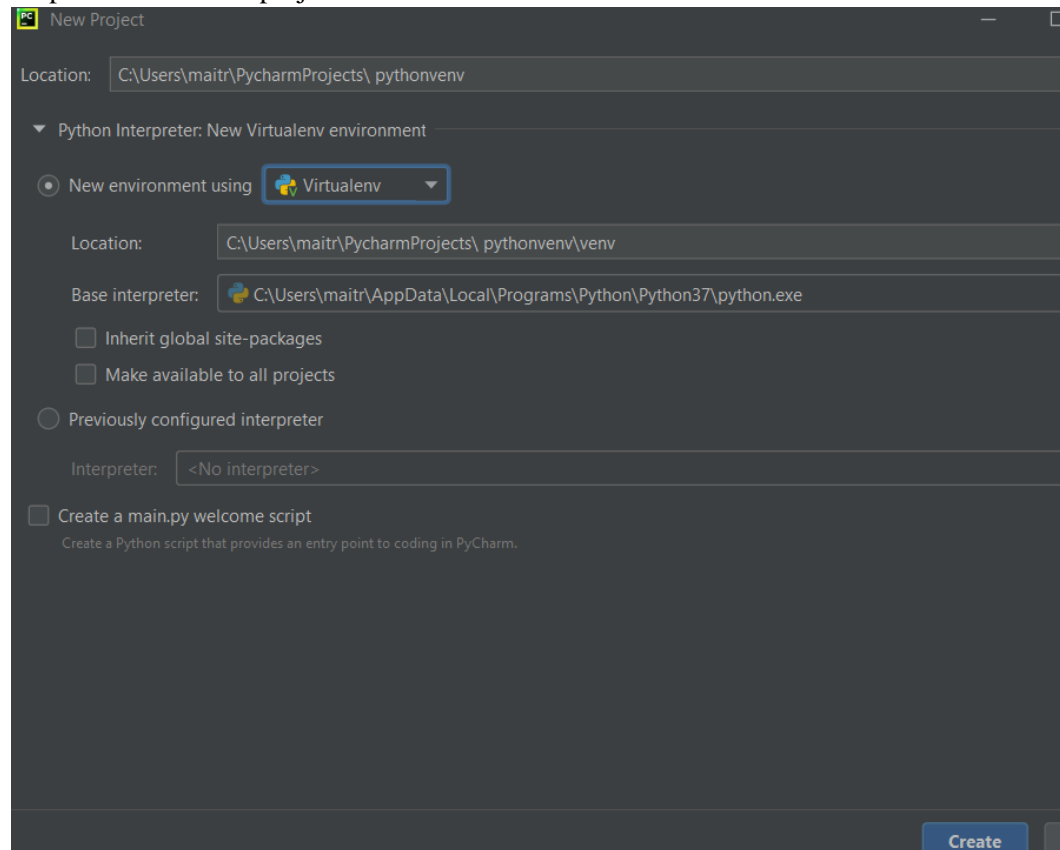 PC New Project
Location: C:\Users\maitr\PycharmProjects\ pythonvenv
Python Interpreter: New Virtualenv environment
New environment using Virtualenv
Location: C:\Users\maitr\PycharmProjects\ pythonvenv\venv
Base interpreter: C:\Users\maitr\AppData\Local\Programs\Python\Python37\python.exe
Inherit global site-packages
Make available to all projects
Previously configured interpreter
Interpreter: <No interpreter>
Create a main.py welcome script
Create a Python script that provides an entry point to coding in PyCharm.
Create